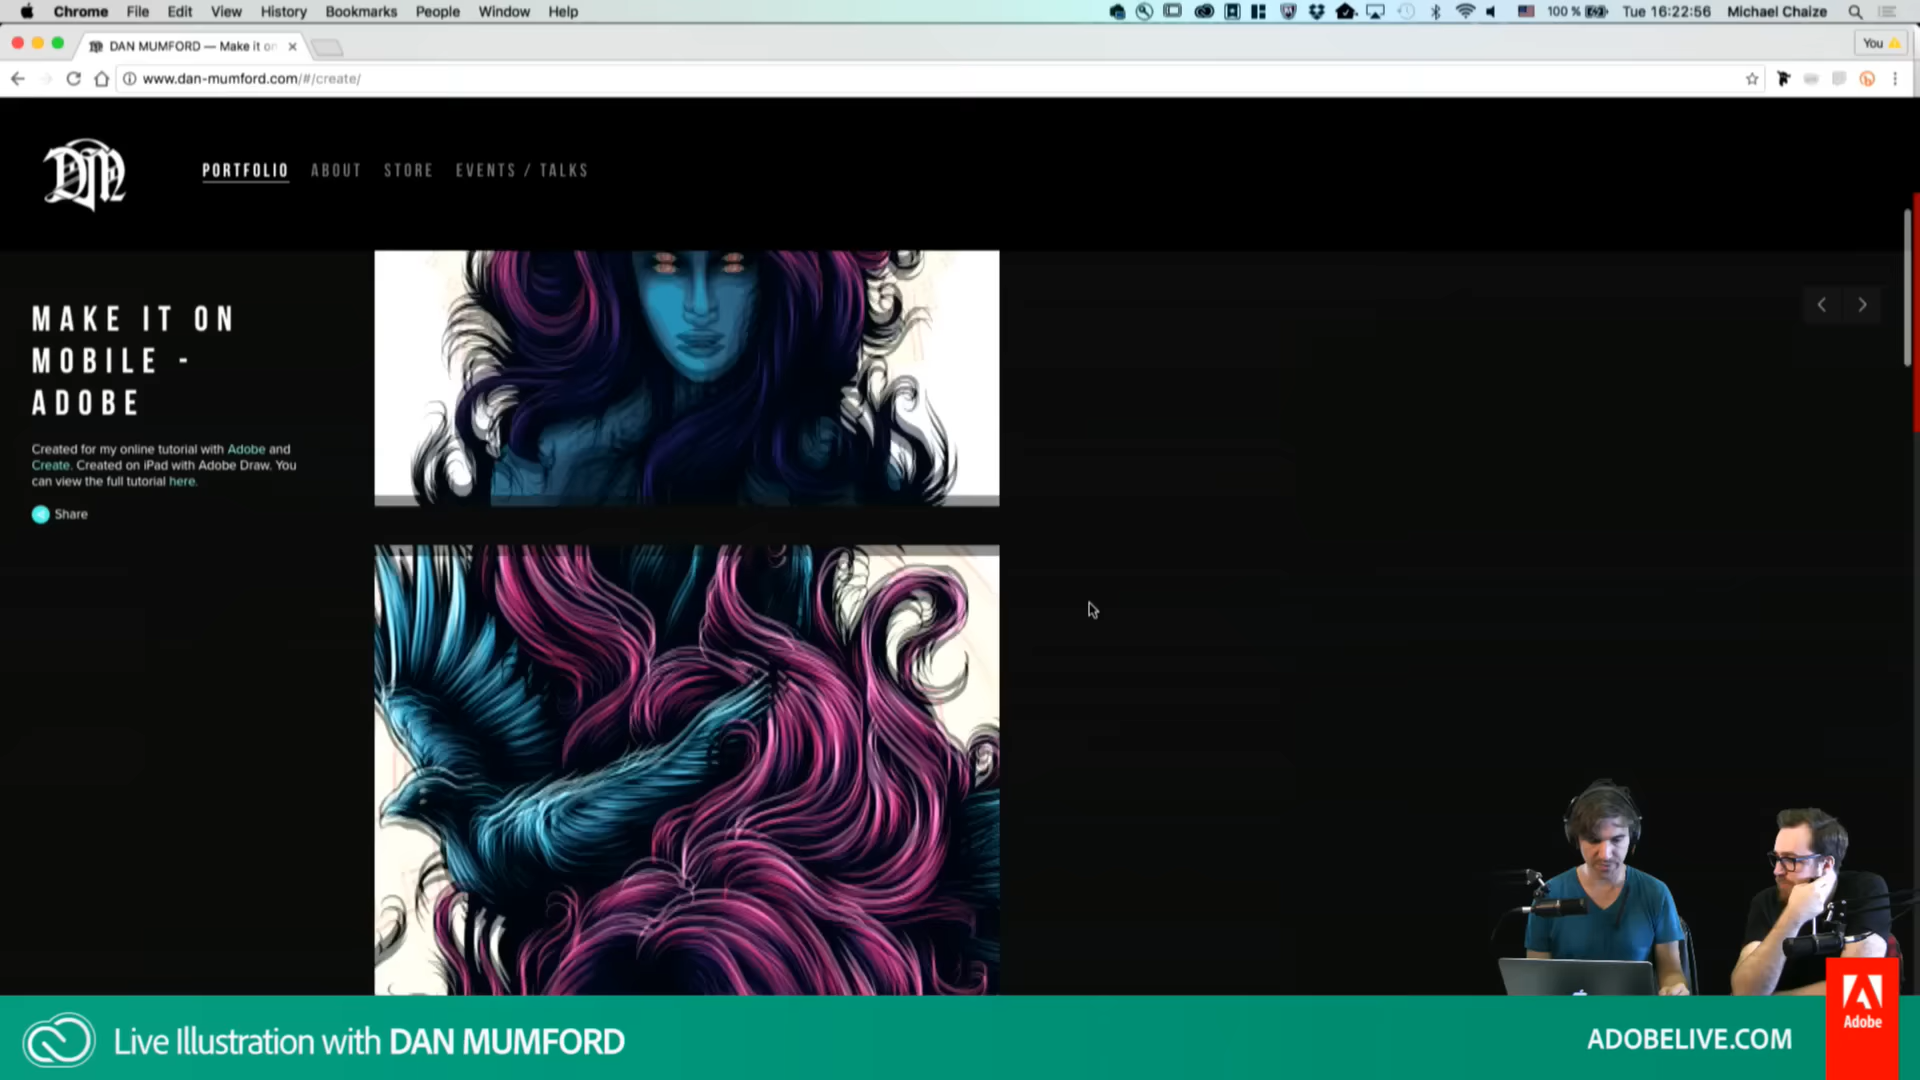 Chrome File Edit View History Bookmarks People Window Help 100 % Tue 16:22:56 Michael Chaize
DAN MUMFORD — Make it on
You
www.dan-mumford.com/#/create/
DM
PORTFOLIO ABOUT STORE EVENTS / TALKS
MAKE IT ON
MOBILE -
ADOBE
Created for my online tutorial with Adobe and
Create. Created on iPad with Adobe Draw. You
can view the full tutorial here.
Share
Live Illustration with DAN MUMFORD
ADOBELIVE.COM
Adobe